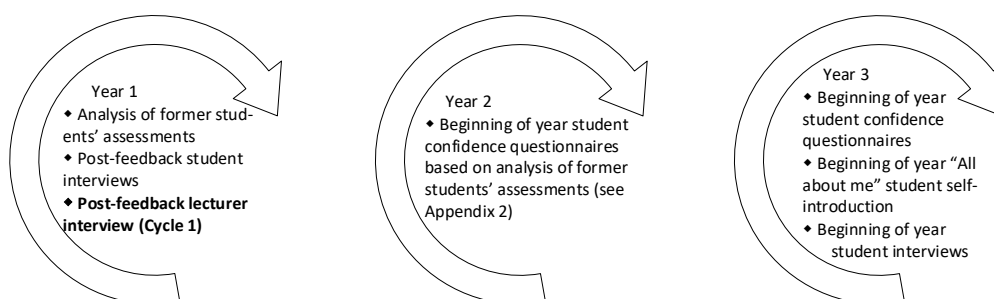 Year 1
◆ Analysis of former stud-
ents’ assessments
◆ Post-feedback student
interviews
◆ Post-feedback lecturer
interview (Cycle 1)
Year 2
◆ Beginning of year student
confidence questionnaires
based on analysis of former
students’ assessments (see
Appendix 2)
Year 3
◆ Beginning of year
student confidence
questionnaires
◆ Beginning of year “All
about me” student self-
introduction
◆ Beginning of year
student interviews